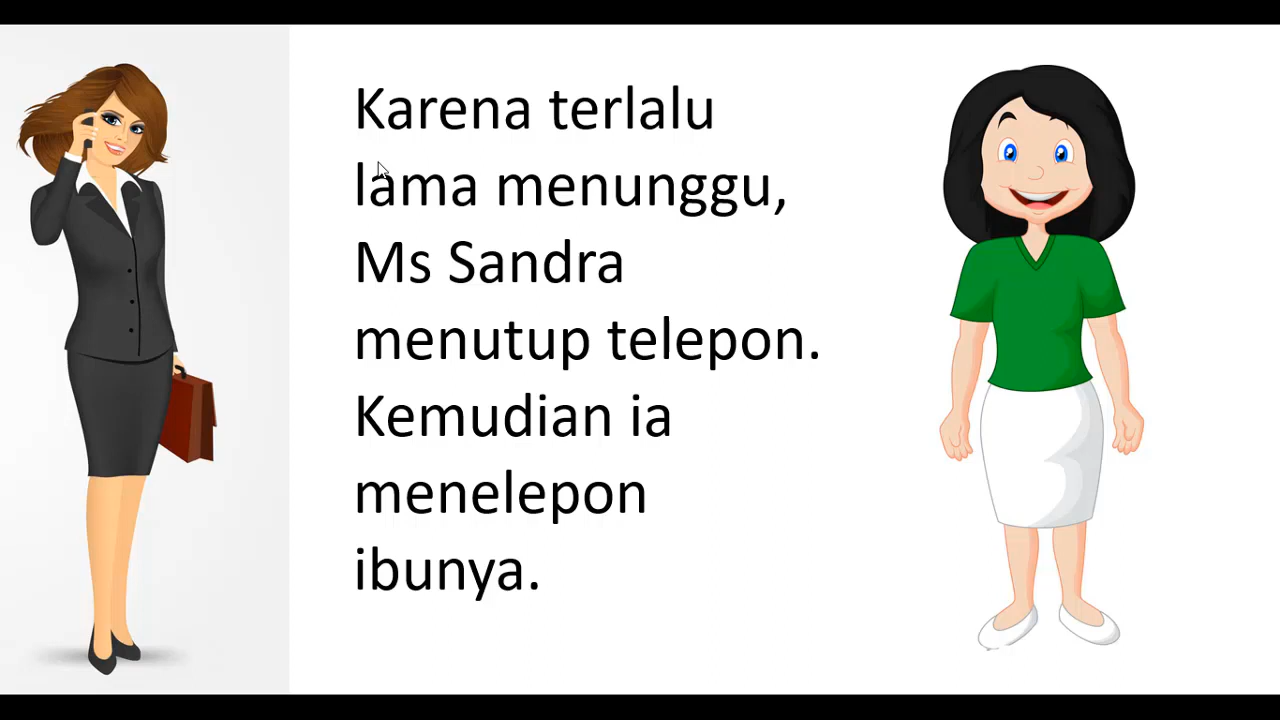 Karena terlalu
lama menunggu,
Ms Sandra
menutup telepon.
Kemudian ia
menelepon
ibunya.